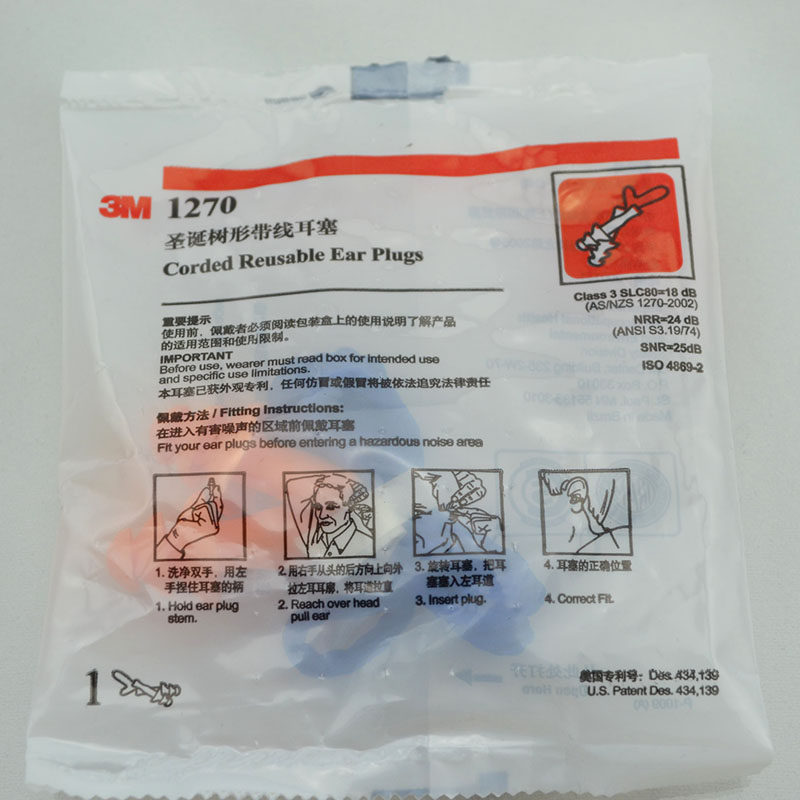 3M 1270
圣诞树形带线耳塞
Corded Reusable Ear Plugs
Class 3 SLC80=18 dB
(AS/NZS 1270-2002)
NRR=24 dB
(ANSI S3.19/74)
SNR=25dB
ISO 4869-2
重要提示
使用前，佩戴者必须阅读包装盒上的使用说明了解产品
的适用范围和使用限制。
IMPORTANT
Before use, wearer must read box for intended use
and specific use limitations.
本耳塞已获外观专利，任何仿冒或假冒将被依法追究法律责任
佩戴方法 / Fitting Instructions:
在进入有害噪声的区域前佩戴耳塞
Fit your ear plugs before entering a hazardous noise area
1. 洗净双手，用左
手捏住耳塞的柄
1. Hold ear plug
stem.
2. 用右手从头的后方向上向外
拉左耳耳廓，将耳道拉直
2. Reach over head
pull ear
3. 旋转耳塞，把耳
塞塞入左耳道
3. Insert plug.
4. 耳塞的正确位置
4. Correct Fit.
1
美国专利号：Des. 434,139
U.S. Patent Des. 434,139